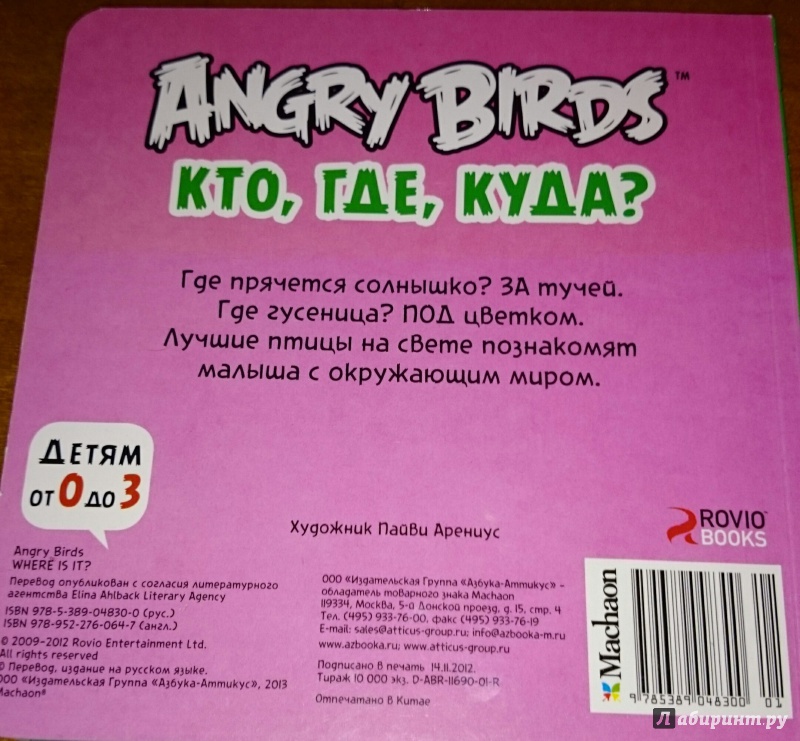 ANGRY BIRDS™
КТО, ГДЕ, КУДА?
Где прячется солнышко? ЗА тучей.
Где гусеница? ПОД цветком.
Лучшие птицы на свете познакомят
малыша с окружающим миром.
ДЕТЯМ
ОТ 0 ДО 3
Художник Пайви Арениус
ROVIO
BOOKS
Angry Birds
WHERE IS IT?
Перевод опубликован с согласия литературного
агентства Elina Ahlback Literary Agency
ISBN 978-5-389-04830-0 (рус.)
ISBN 978-952-276-064-7 (англ.)
© 2009-2012 Rovio Entertainment Ltd.
All rights reserved
© Перевод, издание на русском языке.
ООО «Издательская Группа «Азбука-Аттикус», 2013
Machaon®
ООО «Издательская Группа «Азбука-Аттикус» –
обладатель товарного знака Machaon
119334, Москва, 5-й Донской проезд, д. 15, стр. 4
Тел. (495) 933-76-00, факс (495) 933-76-19
E-mail: sales@atticus-group.ru; info@azbooka-m.ru
www.azbooka.ru; www.atticus-group.ru
Подписано в печать 14.11.2012.
Тираж 10 000 экз. D-ABR-11690-01-R
Отпечатано в Китае
Machaon
9 785389 048300 01
Лабиринт.ру